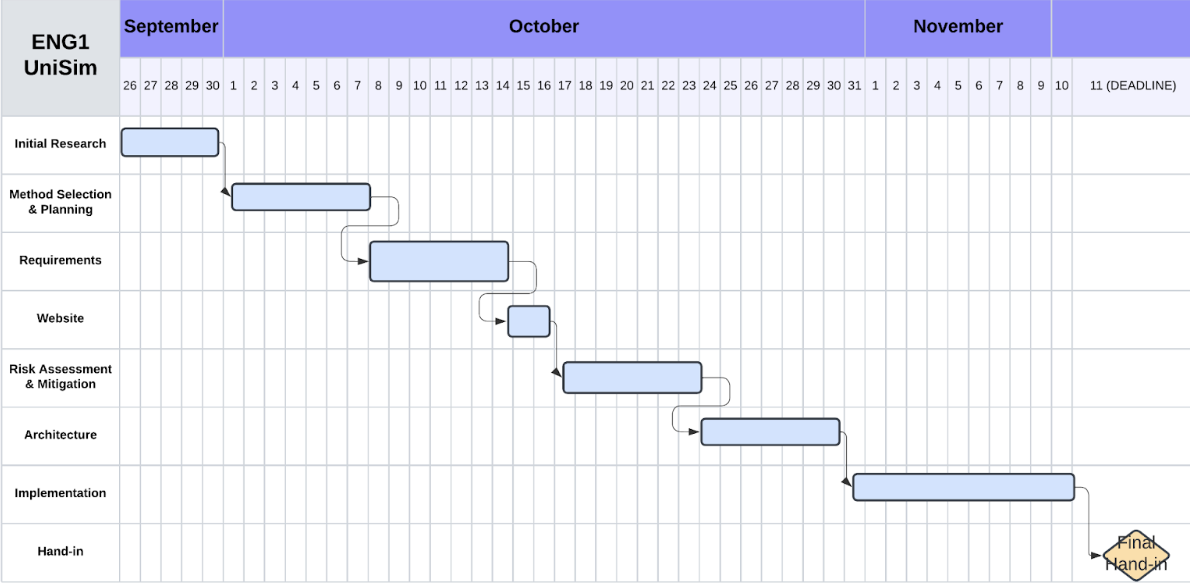 September October November
ENG1
UniSim
26 27 28 29 30 1 2 3 4 5 6 7 8 9 10 11 12 13 14 15 16 17 18 19 20 21 22 23 24 25 26 27 28 29 30 31 1 2 3 4 5 6 7 8 9 10 11 (DEADLINE)
Initial Research
Method Selection
& Planning
Requirements
Website
Risk Assessment
& Mitigation
Architecture
Implementation
Hand-in
Final
Hand-in